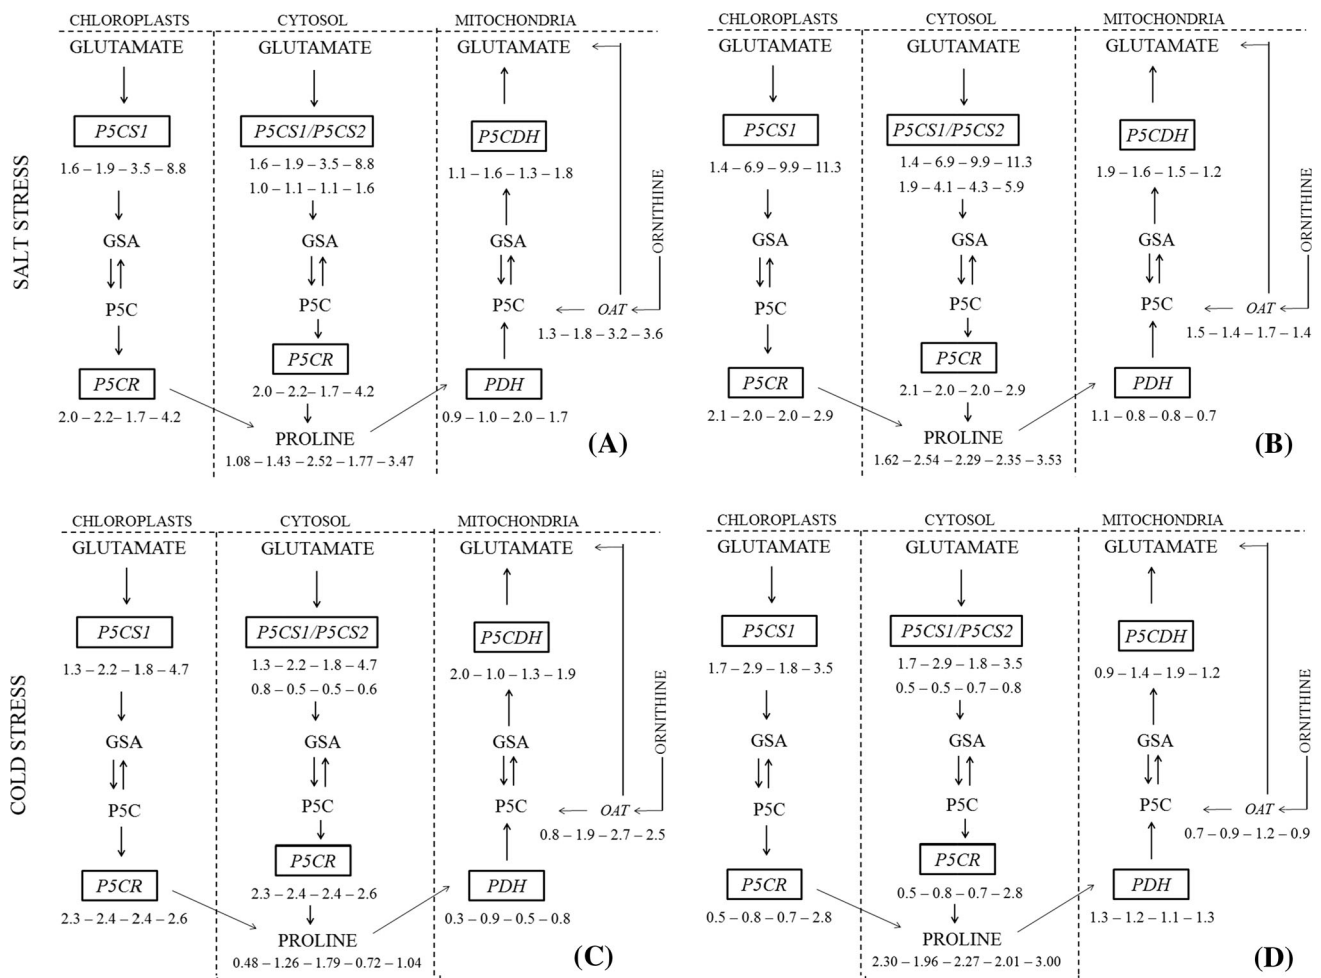 CHLOROPLASTS CYTOSOL MITOCHONDRIA
GLUTAMATE GLUTAMATE GLUTAMATE
P5CS1 P5CS1/P5CS2 P5CDH
1.6 – 1.9 – 3.5 – 8.8 1.6 – 1.9 – 3.5 – 8.8 1.1 – 1.6 – 1.3 – 1.8
1.0 – 1.1 – 1.1 – 1.6
SALT STRESS
ORNITHINE
GSA GSA GSA
P5C P5C P5C OAT
1.3 – 1.8 – 3.2 – 3.6
P5CR
P5CR PDH
2.0 – 2.2– 1.7 – 4.2 2.0 – 2.2– 1.7 – 4.2 0.9 – 1.0 – 2.0 – 1.7
PROLINE
1.08 – 1.43 – 2.52 – 1.77 – 3.47
(A)
CHLOROPLASTS CYTOSOL MITOCHONDRIA
GLUTAMATE GLUTAMATE GLUTAMATE
P5CS1 P5CS1/P5CS2 P5CDH
1.4 – 6.9 – 9.9 – 11.3 1.4 – 6.9 – 9.9 – 11.3 1.9 – 1.6 – 1.5 – 1.2
1.9 – 4.1 – 4.3 – 5.9
ORNITHINE
GSA GSA GSA
P5C P5C P5C OAT
1.5 – 1.4 – 1.7 – 1.4
P5CR
P5CR PDH
2.1 – 2.0 – 2.0 – 2.9 2.1 – 2.0 – 2.0 – 2.9 1.1 – 0.8 – 0.8 – 0.7
PROLINE
1.62 – 2.54 – 2.29 – 2.35 – 3.53
(B)
CHLOROPLASTS CYTOSOL MITOCHONDRIA
GLUTAMATE GLUTAMATE GLUTAMATE
P5CS1 P5CS1/P5CS2 P5CDH
1.3 – 2.2 – 1.8 – 4.7 1.3 – 2.2 – 1.8 – 4.7 2.0 – 1.0 – 1.3 – 1.9
0.8 – 0.5 – 0.5 – 0.6
COLD STRESS
ORNITHINE
GSA GSA GSA
P5C P5C P5C OAT
0.8 – 1.9 – 2.7 – 2.5
P5CR
P5CR PDH
2.3 – 2.4 – 2.4 – 2.6 2.3 – 2.4 – 2.4 – 2.6 0.3 – 0.9 – 0.5 – 0.8
PROLINE
0.48 – 1.26 – 1.79 – 0.72 – 1.04
(C)
CHLOROPLASTS CYTOSOL MITOCHONDRIA
GLUTAMATE GLUTAMATE GLUTAMATE
P5CS1 P5CS1/P5CS2 P5CDH
1.7 – 2.9 – 1.8 – 3.5 1.7 – 2.9 – 1.8 – 3.5 0.9 – 1.4 – 1.9 – 1.2
0.5 – 0.5 – 0.7 – 0.8
ORNITHINE
GSA GSA GSA
P5C P5C P5C OAT
0.7 – 0.9 – 1.2 – 0.9
P5CR
P5CR PDH
0.5 – 0.8 – 0.7 – 2.8 0.5 – 0.8 – 0.7 – 2.8 1.3 – 1.2 – 1.1 – 1.3
PROLINE
2.30 – 1.96 – 2.27 – 2.01 – 3.00
(D)